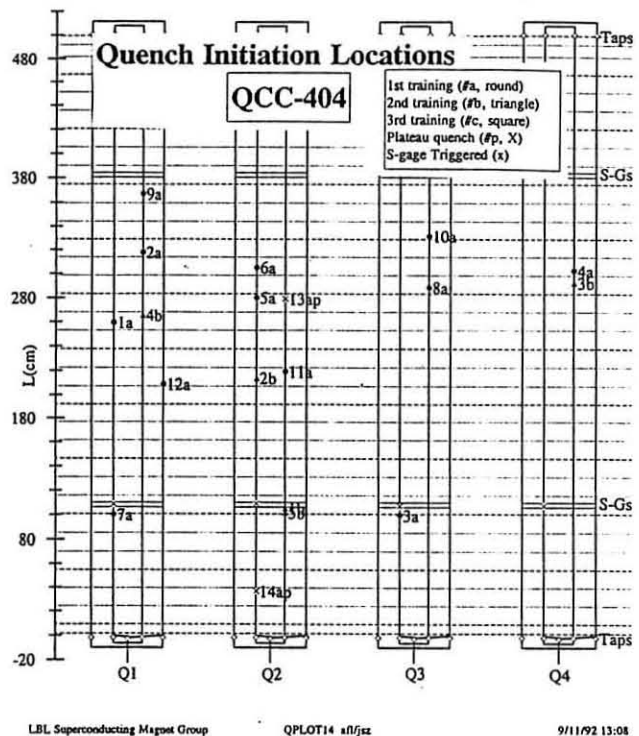 Taps
480
Quench Initiation Locations
QCC-404
1st training (#a, round)
2nd training (#b, triangle)
3rd training (#c, square)
Plateau quench (#p, X)
S-gage Triggered (x)
380
S-Gs
9a
10a
2a
6a
4a
3b
280
5a
13ap
8a
1a
4b
L(cm)
12a
2b
11a
180
S-Gs
7a
5b
3a
80
14ap
Taps
-20
Q1
Q2
Q3
Q4
LBL Superconducting Magnet Group
QPLOT14 afl/jsz
9/11/92 13:08